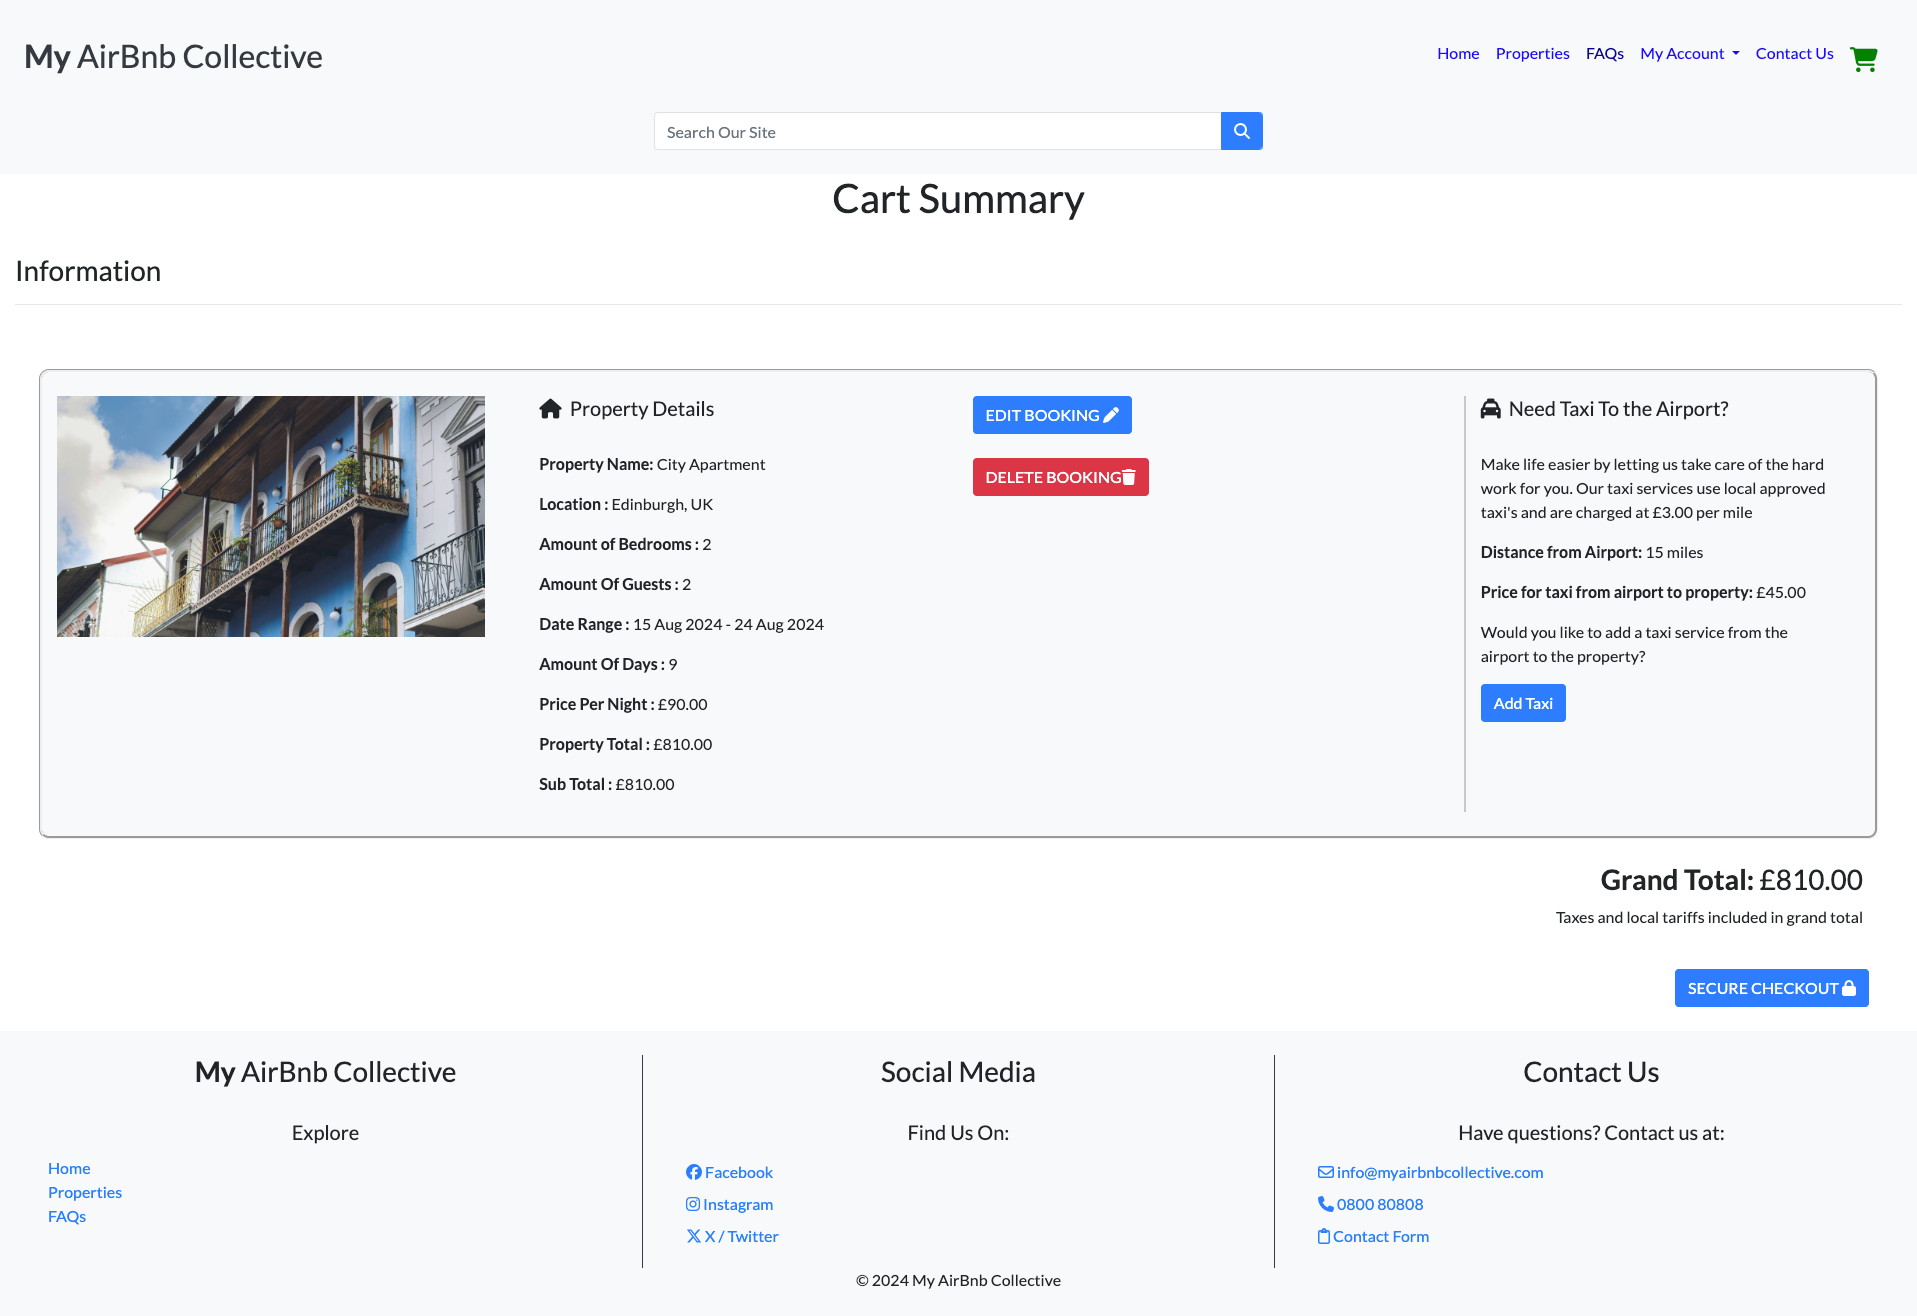 My AirBnb Collective
Home Properties FAQs My Account Contact Us
Search Our Site
Cart Summary
Information
Property Details
Property Name: City Apartment
Location : Edinburgh, UK
Amount of Bedrooms : 2
Amount Of Guests : 2
Date Range : 15 Aug 2024 - 24 Aug 2024
Amount Of Days : 9
Price Per Night : £90.00
Property Total : £810.00
Sub Total : £810.00
EDIT BOOKING
DELETE BOOKING
Need Taxi To the Airport?
Make life easier by letting us take care of the hard
work for you. Our taxi services use local approved
taxi's and are charged at £3.00 per mile
Distance from Airport: 15 miles
Price for taxi from airport to property: £45.00
Would you like to add a taxi service from the
airport to the property?
Add Taxi
Grand Total: £810.00
Taxes and local tariffs included in grand total
SECURE CHECKOUT
My AirBnb Collective
Explore
Home
Properties
FAQs
Social Media
Find Us On:
Facebook
Instagram
X / Twitter
Contact Us
Have questions? Contact us at:
info@myairbnbcollective.com
0800 80808
Contact Form
© 2024 My AirBnb Collective